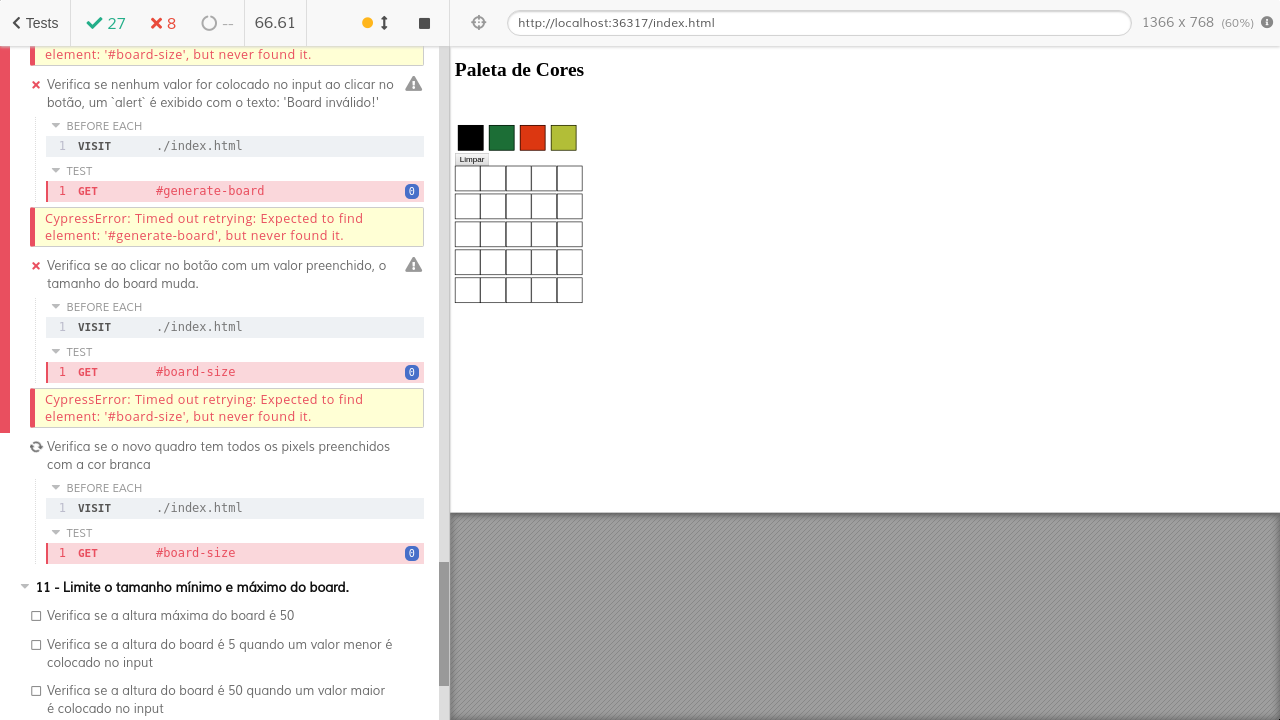 Tests
27
8
--
66.61
http://localhost:36317/index.html
1366 x 768 (60%)
element: '#board-size', but never found it.
Verifica se nenhum valor for colocado no input ao clicar no
botão, um `alert` é exibido com o texto: 'Board inválido!'
BEFORE EACH
1 VISIT ./index.html
TEST
1 GET #generate-board 0
CypressError: Timed out retrying: Expected to find
element: '#generate-board', but never found it.
Verifica se ao clicar no botão com um valor preenchido, o
tamanho do board muda.
BEFORE EACH
1 VISIT ./index.html
TEST
1 GET #board-size 0
CypressError: Timed out retrying: Expected to find
element: '#board-size', but never found it.
Verifica se o novo quadro tem todos os pixels preenchidos
com a cor branca
BEFORE EACH
1 VISIT ./index.html
TEST
1 GET #board-size 0
11 - Limite o tamanho mínimo e máximo do board.
Verifica se a altura máxima do board é 50
Verifica se a altura do board é 5 quando um valor menor é
colocado no input
Verifica se a altura do board é 50 quando um valor maior
é colocado no input
Paleta de Cores
Limpar